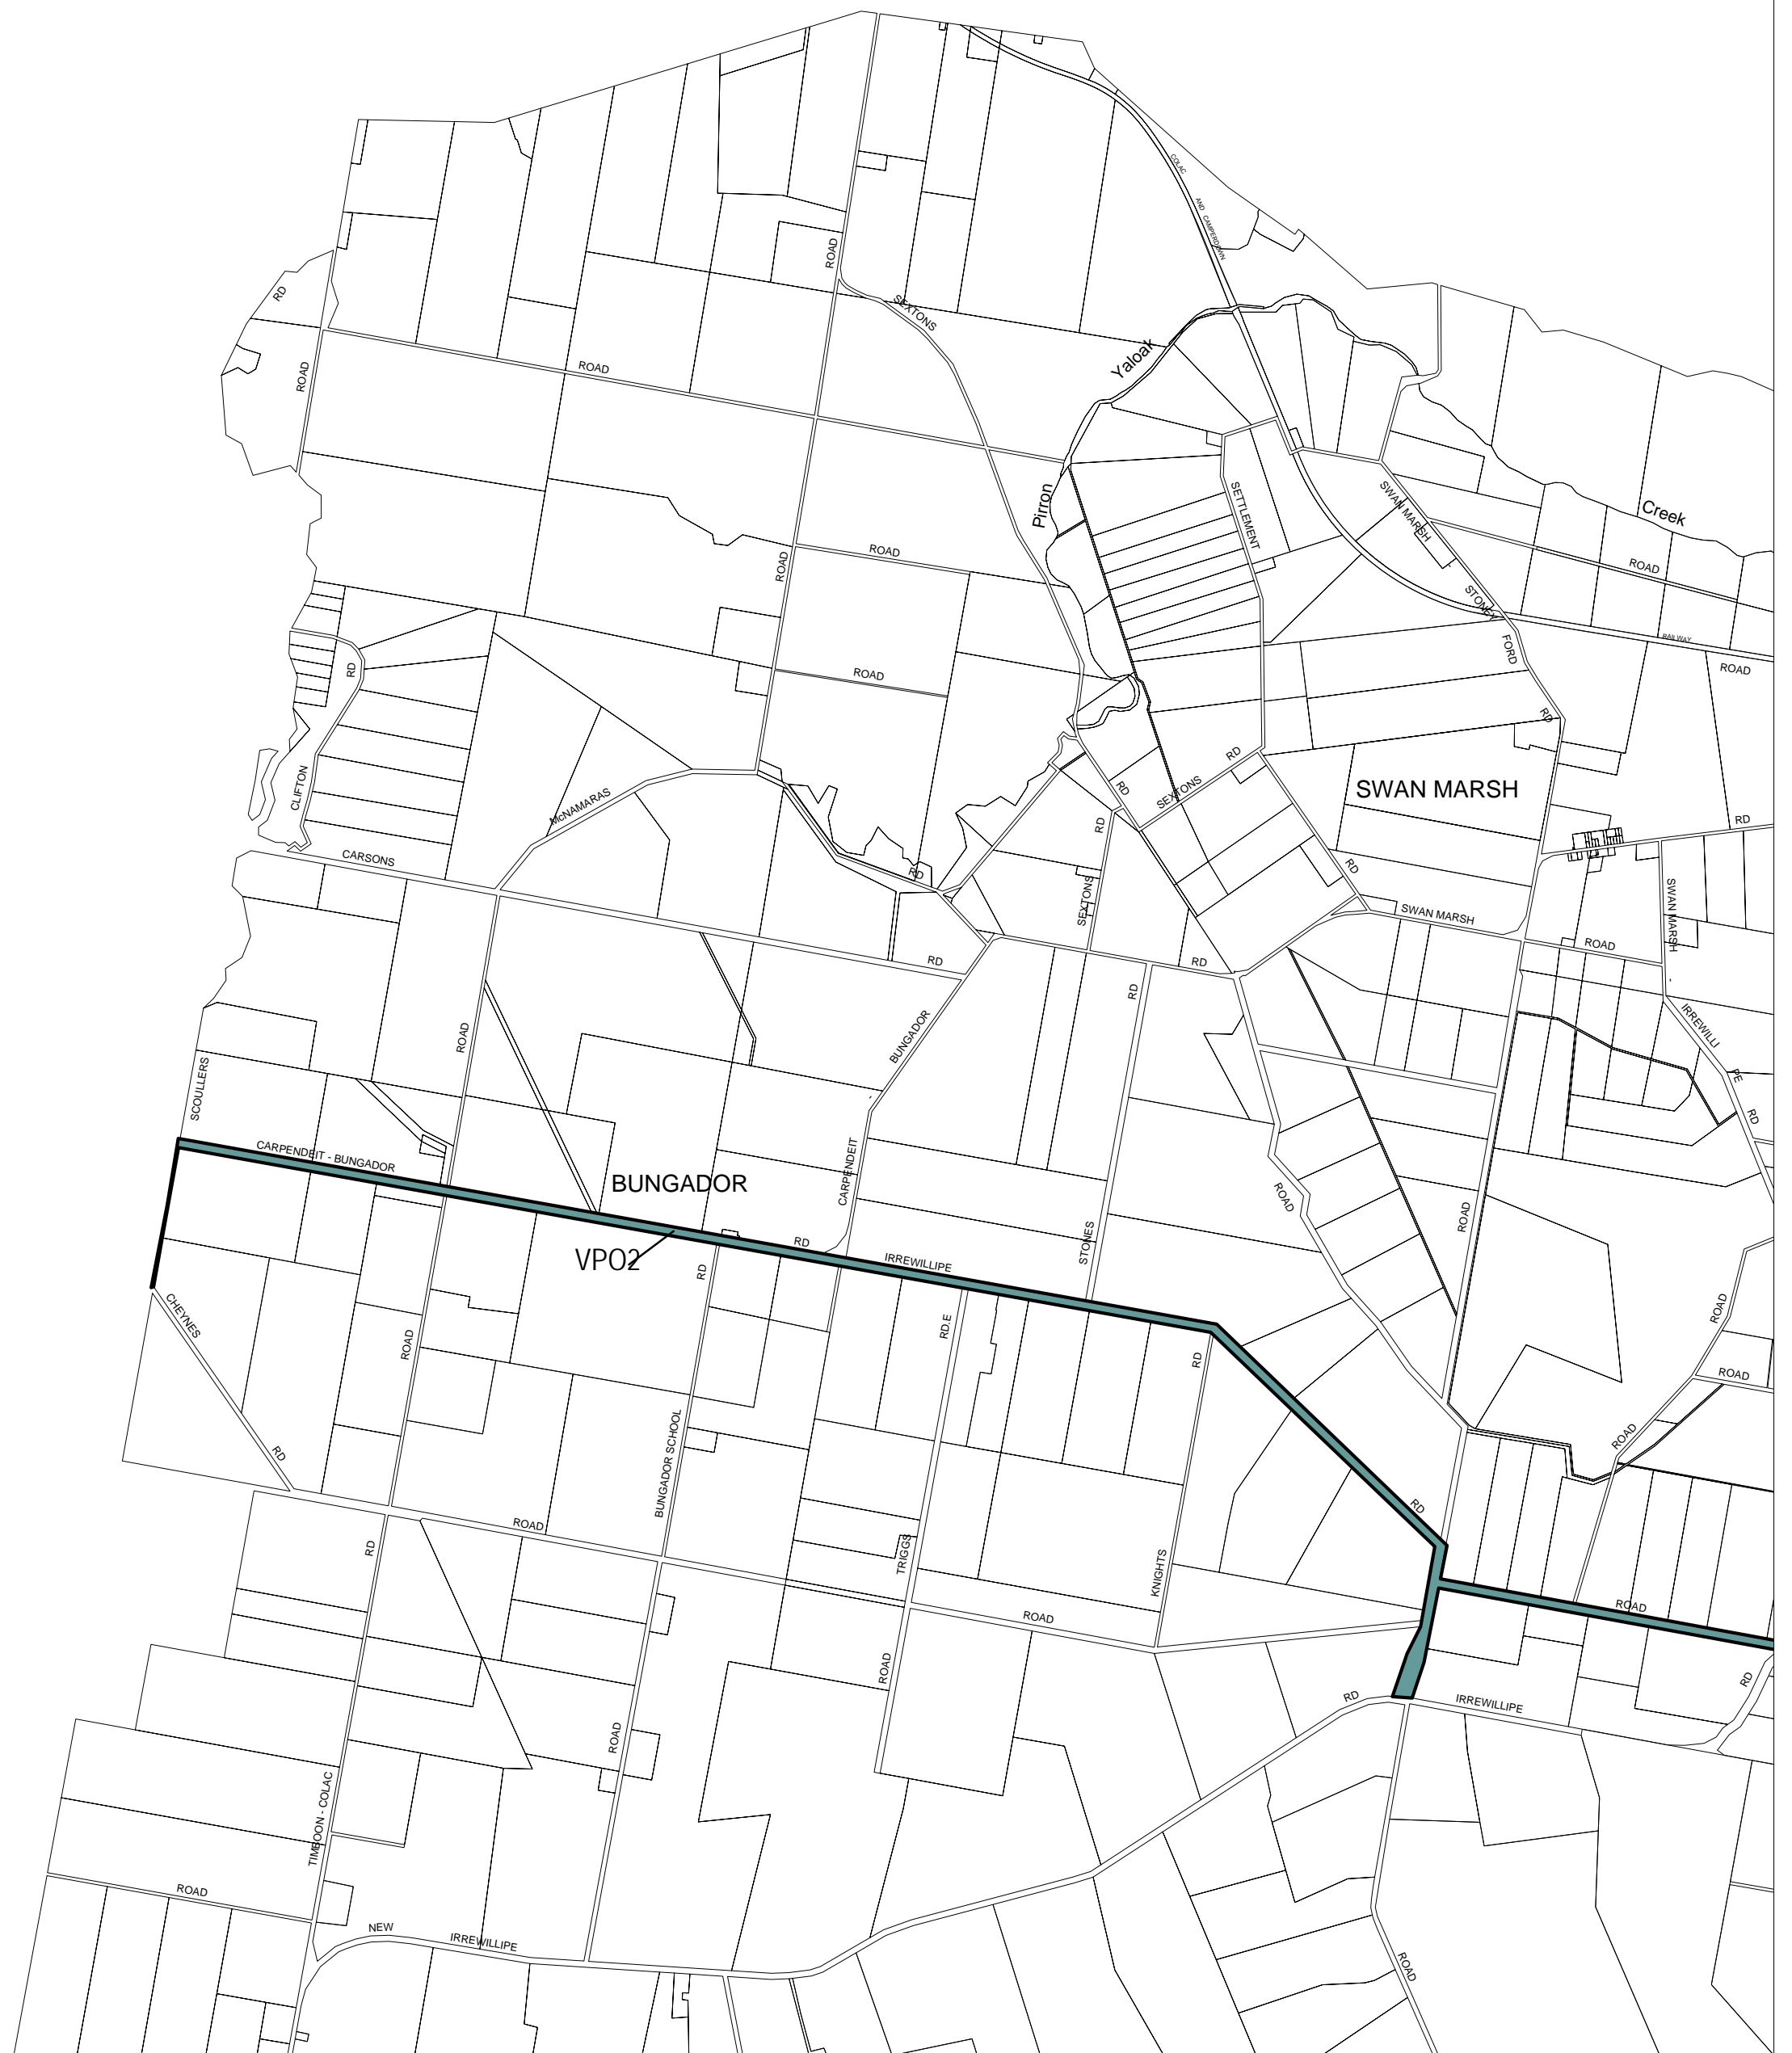 COLAC
AND CAMPERDOWN
ROAD
RD
SEXTONS
Yaloak
ROAD
ROAD
Pirron
SETTLEMENT
SWAN MARSH
Creek
ROAD
ROAD
ROAD
STONEY
FORD
RAILWAY
ROAD
RD
ROAD
RD
CLIFTON
McNAMARAS
RD
RD
SEXTONS
SWAN MARSH
RD
CARSONS
RD
RD
SEXTONS
RD
SWAN MARSH
SWAN MARSH
-
IRREWILLI
PE
RD
ROAD
RD
RD
RD
BUNGADOR
-
CARPENDEIT
ROAD
SCOULLERS
CARPENDEIT - BUNGADOR
BUNGADOR
VPO2
RD
IRREWILLIPE
STONES
ROAD
ROAD
CHEYNES
RD
ROAD
RD
BUNGADOR SCHOOL
RD.E
TRIGGS
RD
KNIGHTS
RD
ROAD
ROAD
ROAD
ROAD
ROAD
ROAD
RD
ROAD
ROAD
RD
IRREWILLIPE
RD
TIMBOON - COLAC
ROAD
ROAD
NEW
IRREWILLIPE
ROAD